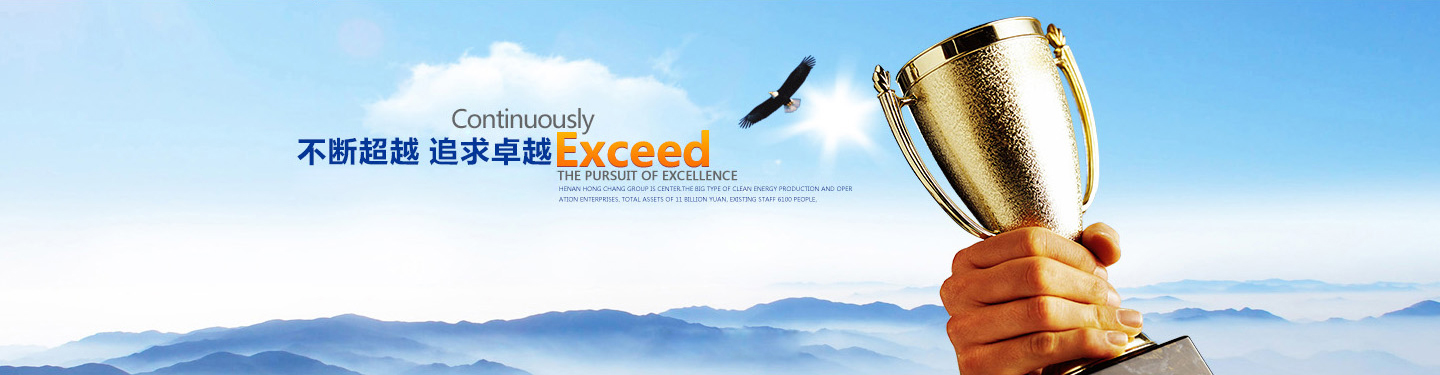 Continuously
不断超越 追求卓越Exceed
THE PURSUIT OF EXCELLENCE
HENAN HONG CHANG GROUP IS CENTER.THE BIG TYPE OF CLEAN ENERGY PRODUCTION AND OPER
ATION ENTERPRISES, TOTAL ASSETS OF 11 BILLION YUAN, EXISTING STAFF 6100 PEOPLE.